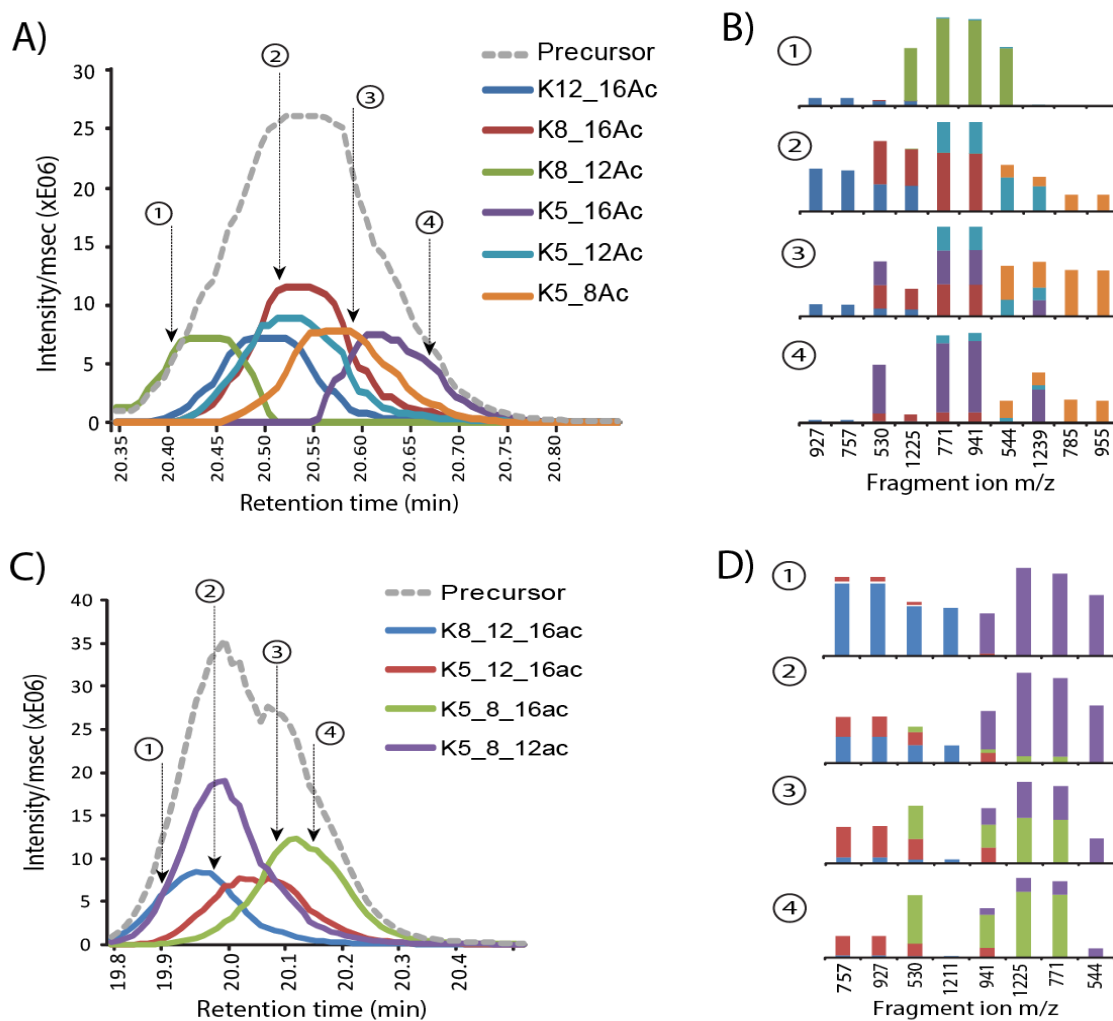 A)
Intensity/msec (xE06)
30
25
20
15
10
5
0
① ② ③ ④
Precursor
K12_16Ac
K8_16Ac
K8_12Ac
K5_16Ac
K5_12Ac
K5_8Ac
20.35 20.40 20.45 20.50 20.55 20.60 20.65 20.70 20.75 20.80
Retention time (min)
B)
①
②
③
④
927 757 530 1225 771 941 544 1239 785 955
Fragment ion m/z
C)
Intensity/msec (xE06)
40
35
30
25
20
15
10
5
0
① ② ③ ④
Precursor
K8_12_16ac
K5_12_16ac
K5_8_16ac
K5_8_12ac
19.8 19.9 20.0 20.1 20.2 20.3 20.4
Retention time (min)
D)
①
②
③
④
757 927 530 1211 941 1225 771 544
Fragment ion m/z